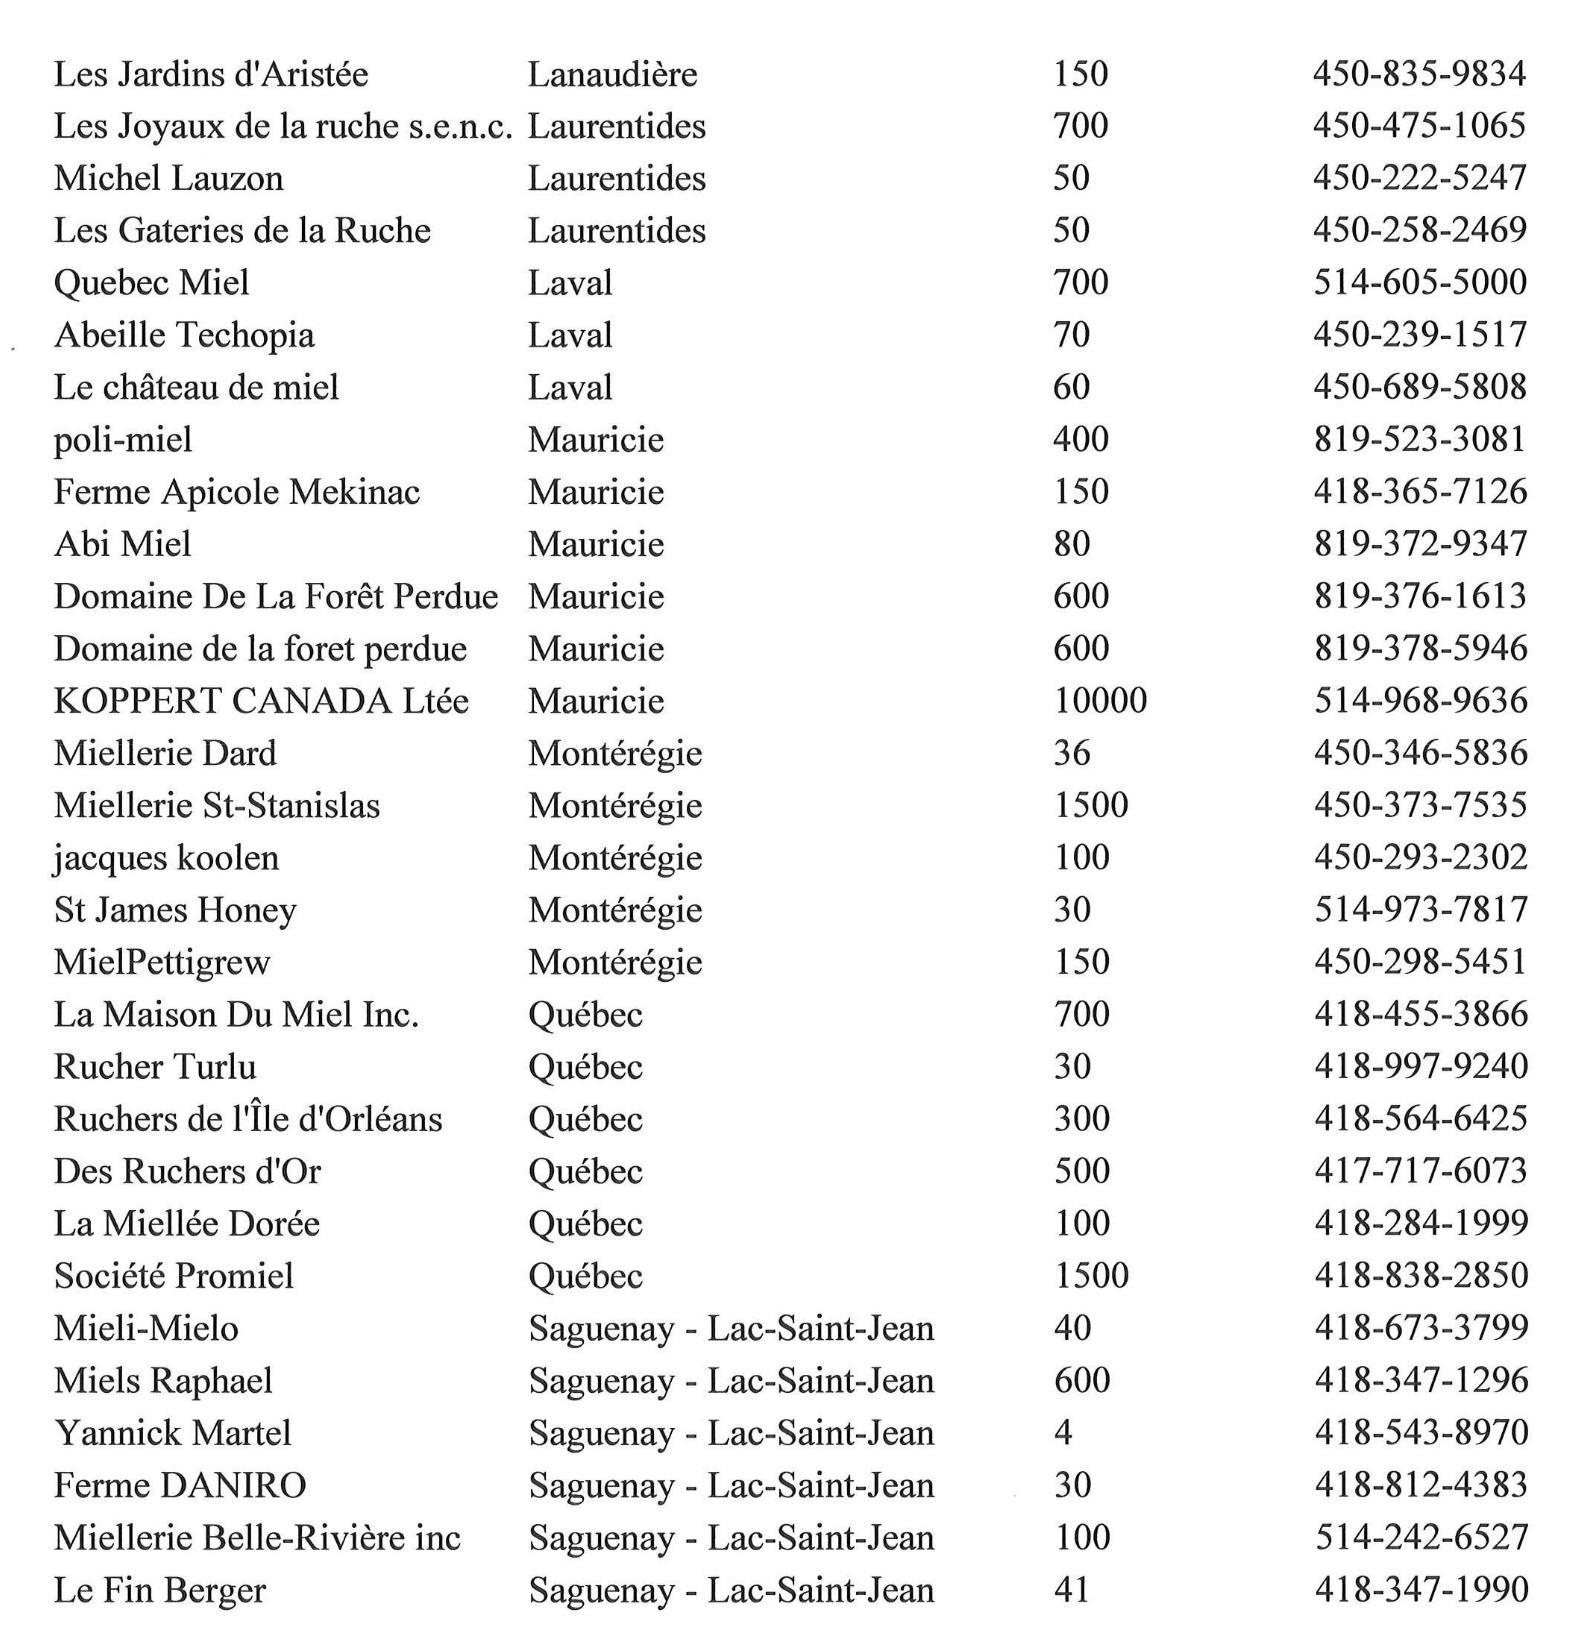 Les Jardins d'Aristée Lanaudière 150 450-835-9834
Les Joyaux de la ruche s.e.n.c. Laurentides 700 450-475-1065
Michel Lauzon Laurentides 50 450-222-5247
Les Gateries de la Ruche Laurentides 50 450-258-2469
Quebec Miel Laval 700 514-605-5000
Abeille Techopia Laval 70 450-239-1517
Le château de miel Laval 60 450-689-5808
poli-miel Mauricie 400 819-523-3081
Ferme Apicole Mekinac Mauricie 150 418-365-7126
Abi Miel Mauricie 80 819-372-9347
Domaine De La Forêt Perdue Mauricie 600 819-376-1613
Domaine de la foret perdue Mauricie 600 819-378-5946
KOPPERT CANADA Ltée Mauricie 10000 514-968-9636
Miellerie Dard Montérégie 36 450-346-5836
Miellerie St-Stanislas Montérégie 1500 450-373-7535
jacques koolen Montérégie 100 450-293-2302
St James Honey Montérégie 30 514-973-7817
MielPettigrew Montérégie 150 450-298-5451
La Maison Du Miel Inc. Québec 700 418-455-3866
Rucher Turlu Québec 30 418-997-9240
Ruchers de l'Île d'Orléans Québec 300 418-564-6425
Des Ruchers d'Or Québec 500 417-717-6073
La Miellée Dorée Québec 100 418-284-1999
Société Promiel Québec 1500 418-838-2850
Mieli-Mielo Saguenay - Lac-Saint-Jean 40 418-673-3799
Miels Raphael Saguenay - Lac-Saint-Jean 600 418-347-1296
Yannick Martel Saguenay - Lac-Saint-Jean 4 418-543-8970
Ferme DANIRO Saguenay - Lac-Saint-Jean 30 418-812-4383
Miellerie Belle-Rivière inc Saguenay - Lac-Saint-Jean 100 514-242-6527
Le Fin Berger Saguenay - Lac-Saint-Jean 41 418-347-1990